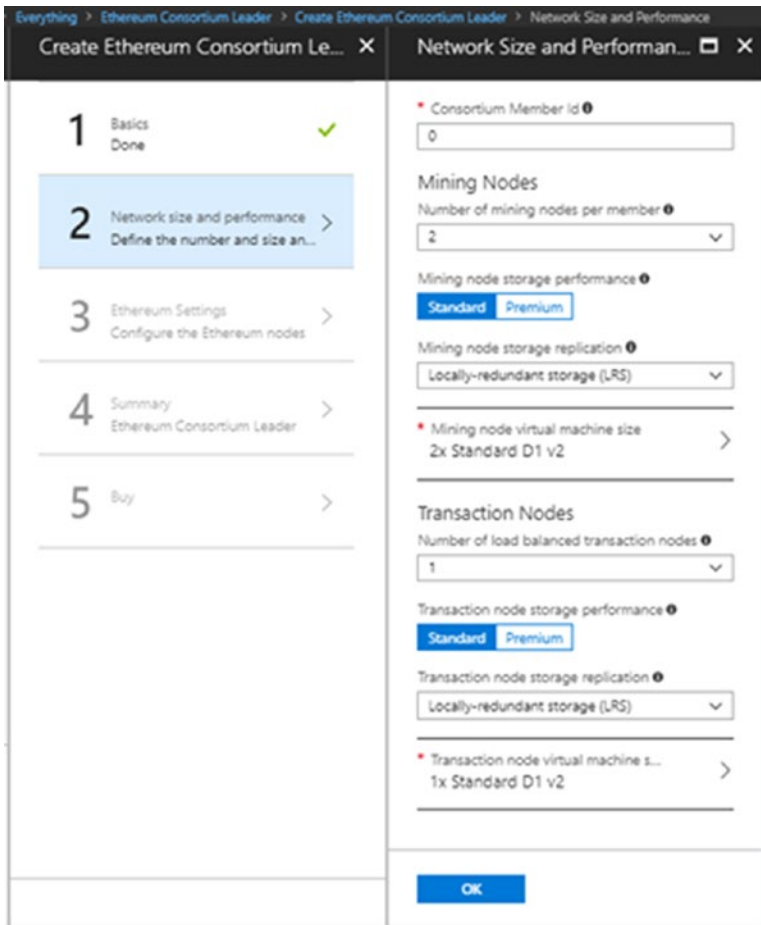 Everything > Ethereum Consortium Leader > Create Ethereum Consortium Leader > Network Size and Performance
Create Ethereum Consortium Le... ×
1 Basics
Done
2 Network size and performance
Define the number and size an...
3 Ethereum Settings
Configure the Ethereum nodes
4 Summary
Ethereum Consortium Leader
5 Buy
Network Size and Performan... ×
* Consortium Member Id
0
Mining Nodes
Number of mining nodes per member
2
Mining node storage performance
Standard Premium
Mining node storage replication
Locally-redundant storage (LRS)
* Mining node virtual machine size
2x Standard D1 v2
Transaction Nodes
Number of load balanced transaction nodes
1
Transaction node storage performance
Standard Premium
Transaction node storage replication
Locally-redundant storage (LRS)
* Transaction node virtual machine s...
1x Standard D1 v2
OK